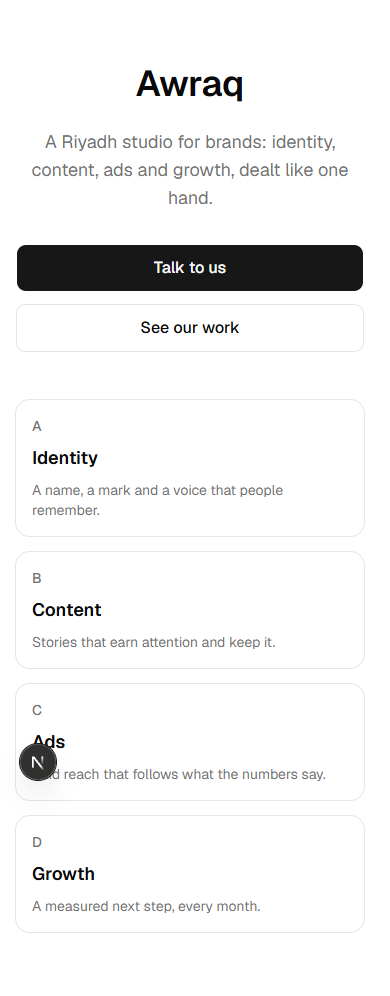 Awraq
A Riyadh studio for brands: identity,
content, ads and growth, dealt like one
hand.
Talk to us
See our work
A
Identity
A name, a mark and a voice that people
remember.
B
Content
Stories that earn attention and keep it.
C
Ads
reach that follows what the numbers say.
D
Growth
A measured next step, every month.